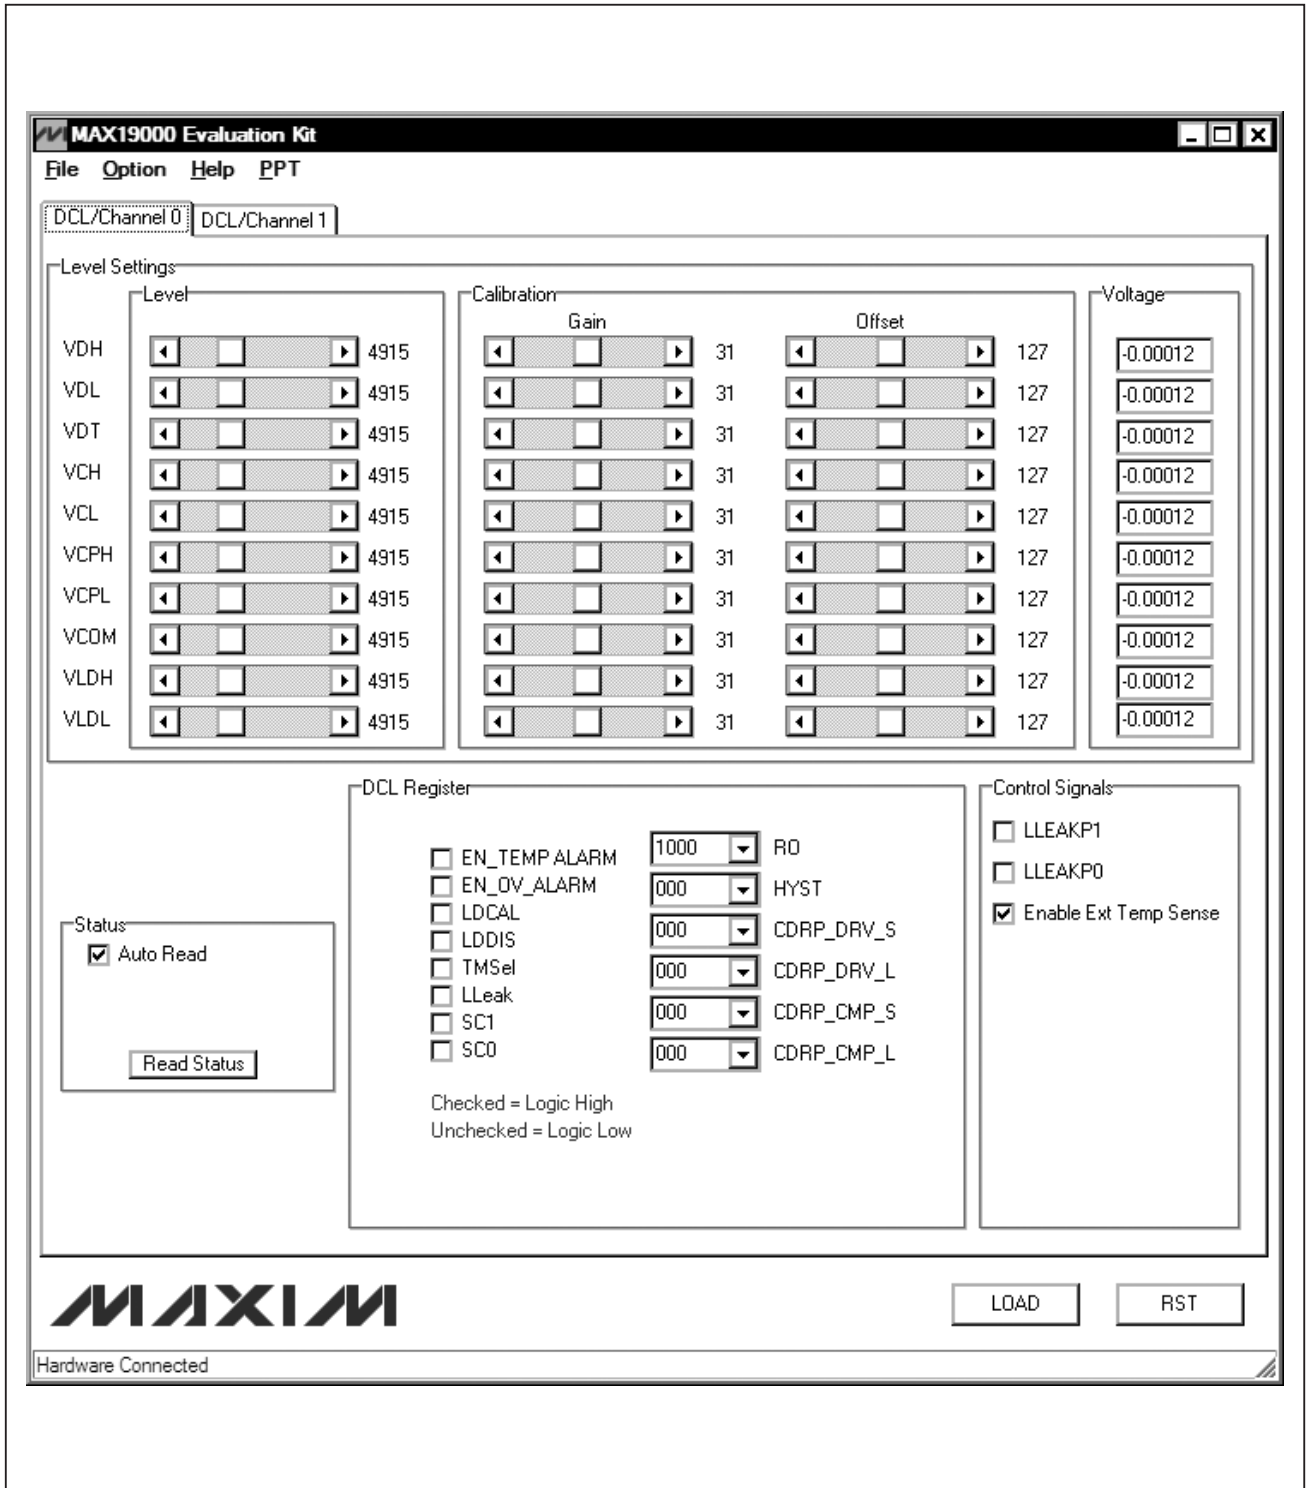 MAX19000 Evaluation Kit
File Option Help PPT
DCL/Channel 0 DCL/Channel 1
Level Settings
Level Calibration Voltage
Gain Offset
VDH 4915 31 127 -0.00012
VDL 4915 31 127 -0.00012
VDT 4915 31 127 -0.00012
VCH 4915 31 127 -0.00012
VCL 4915 31 127 -0.00012
VCPH 4915 31 127 -0.00012
VCPL 4915 31 127 -0.00012
VCOM 4915 31 127 -0.00012
VLDH 4915 31 127 -0.00012
VLDL 4915 31 127 -0.00012
Status
Auto Read
Read Status
DCL Register
EN_TEMP ALARM
EN_OV_ALARM
LDCAL
LDDIS
TMSel
LLeak
SC1
SC0
1000 RO
000 HYST
000 CDRP_DRV_S
000 CDRP_DRV_L
000 CDRP_CMP_S
000 CDRP_CMP_L
Checked = Logic High
Unchecked = Logic Low
Control Signals
LLEAKP1
LLEAKP0
Enable Ext Temp Sense
MAXIM
LOAD RST
Hardware Connected